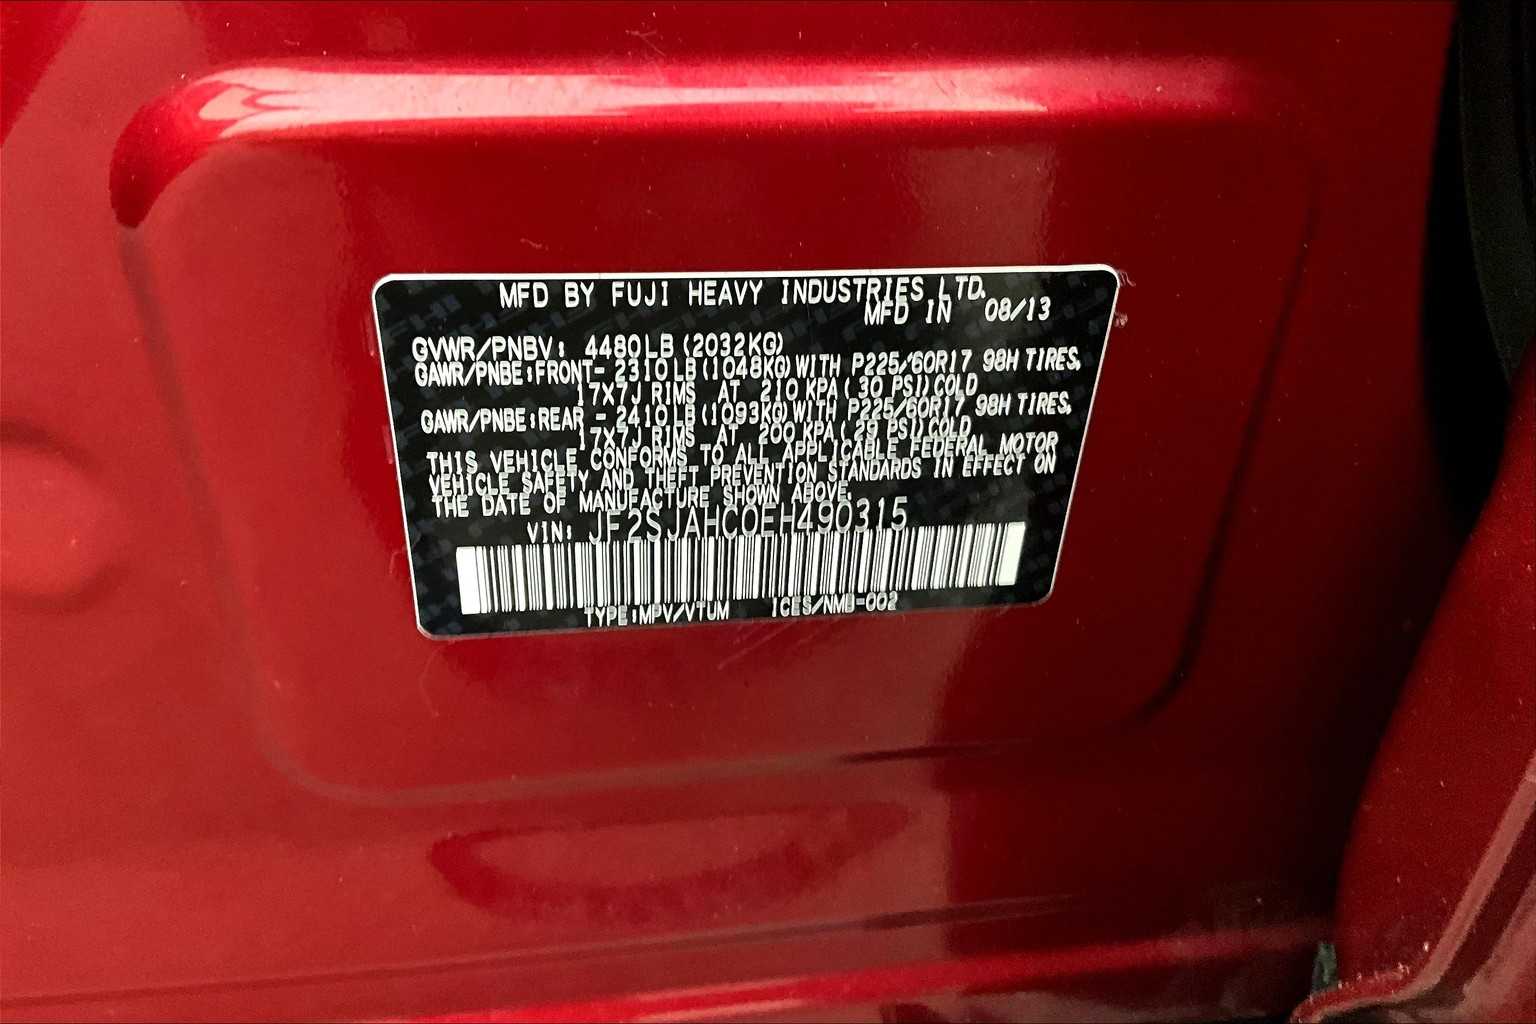 MFD BY FUJI HEAVY INDUSTRIES LTD.
MFD IN 08/13
GVWR/PNBV: 4480LB (2032KG)
GAWR/PNBE:FRONT- 2310LB(1048KG)WITH P225/60R17 98H TIRES,
17X7J RIMS AT 210 KPA( 30 PSI)COLD
GAWR/PNBE:REAR - 2410LB(1093KG)WITH P225/60R17 98H TIRES,
17X7J RIMS AT 200 KPA( 29 PSI)COLD
THIS VEHICLE CONFORMS TO ALL APPLICABLE FEDERAL MOTOR
VEHICLE SAFETY AND THEFT PREVENTION STANDARDS IN EFFECT ON
THE DATE OF MANUFACTURE SHOWN ABOVE.
VIN: JF2SJAHC0EH490315
TYPE:MPV/VTUM ICES/NMB-002